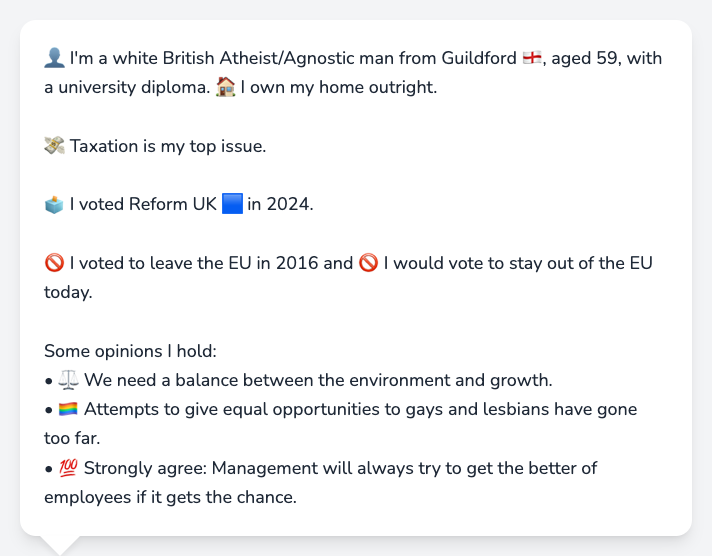 👤 I'm a white British Atheist/Agnostic man from Guildford 🏴󠁧󠁢󠁥󠁮󠁧󠁿, aged 59, with
a university diploma. 🏠 I own my home outright.
💸 Taxation is my top issue.
🗳️ I voted Reform UK 🟦 in 2024.
🚫 I voted to leave the EU in 2016 and 🚫 I would vote to stay out of the EU
today.
Some opinions I hold:
• ⚖️ We need a balance between the environment and growth.
• 🏳️‍🌈 Attempts to give equal opportunities to gays and lesbians have gone
too far.
• 💯 Strongly agree: Management will always try to get the better of
employees if it gets the chance.